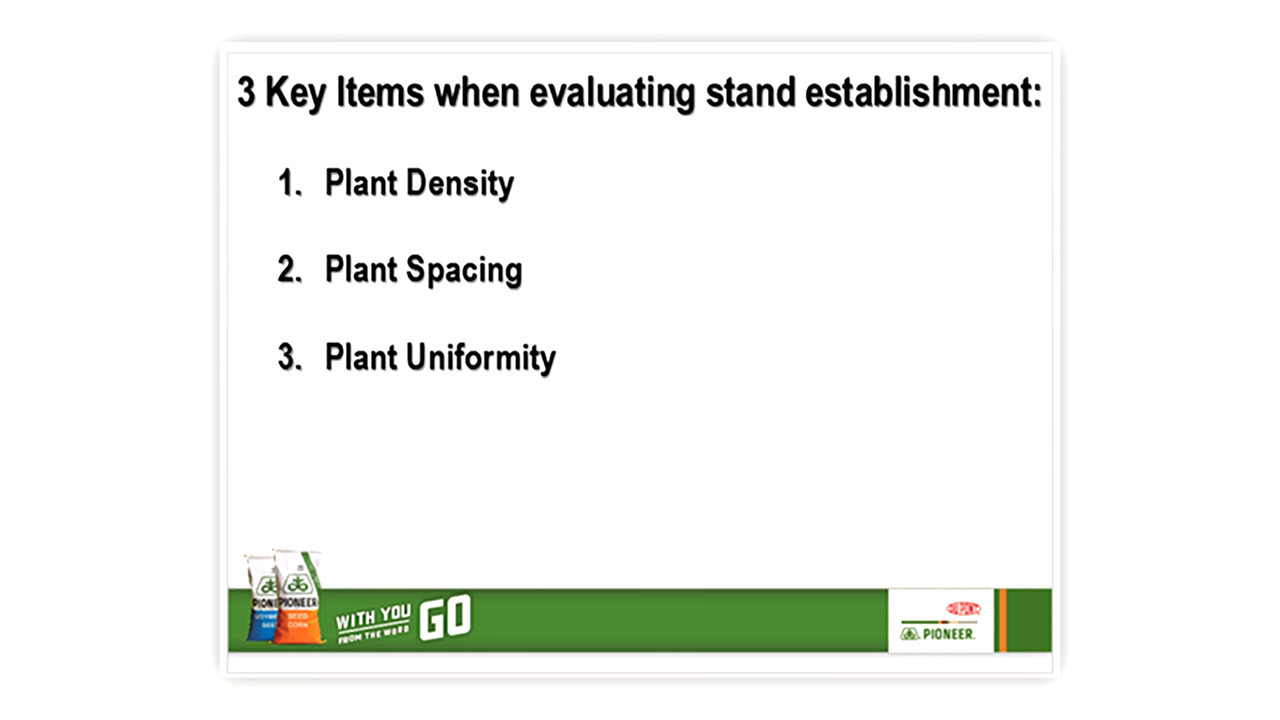 3 Key Items when evaluating stand establishment:
1. Plant Density
2. Plant Spacing
3. Plant Uniformity
PIONEER
SEED
CORN
WITH YOU
FROM THE WORD
GO
DUPONT
PIONEER.